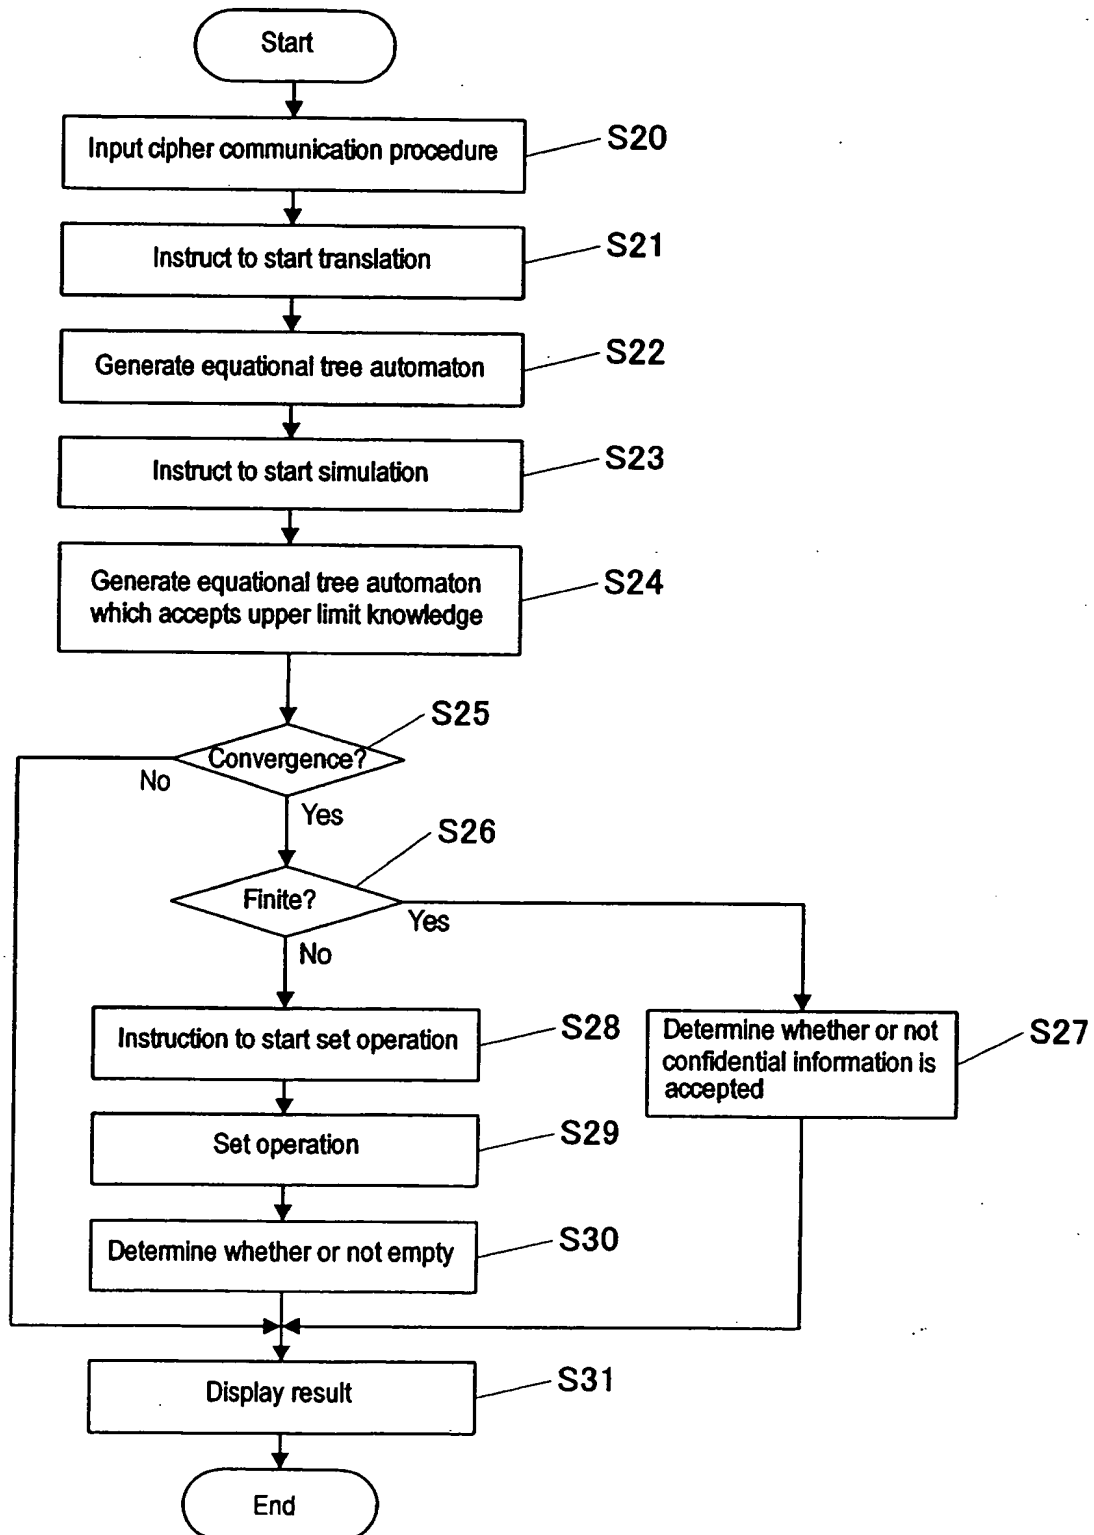 Start
Input cipher communication procedure
S20
Instruct to start translation
S21
Generate equational tree automaton
S22
Instruct to start simulation
S23
Generate equational tree automaton
which accepts upper limit knowledge
S24
Convergence?
S25
No
Yes
Finite?
S26
Yes
No
Instruction to start set operation
S28
Determine whether or not
confidential information is
accepted
S27
Set operation
S29
Determine whether or not empty
S30
Display result
S31
End